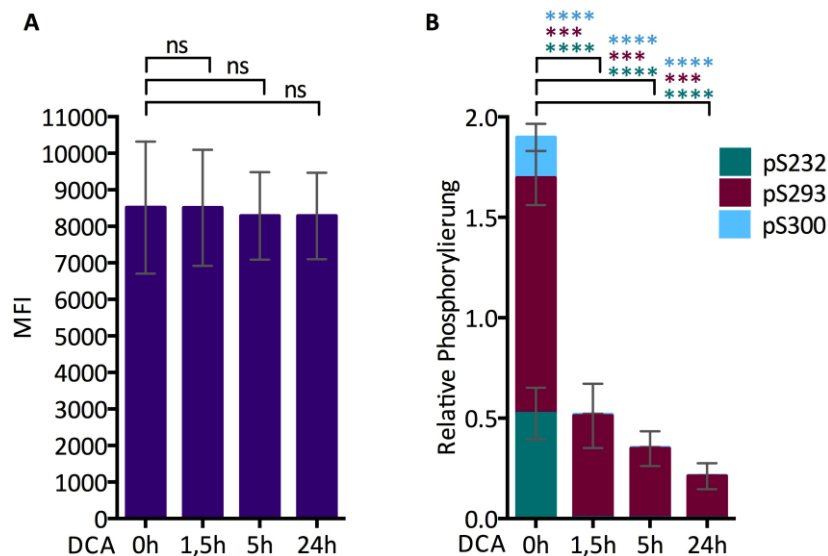 A
ns
ns
ns
11000
10000
9000
8000
7000
6000
5000
4000
3000
2000
1000
0
MFI
DCA 0h 1,5h 5h 24h
B
****
***
****
****
***
****
****
***
****
2.0
1.5
1.0
0.5
0.0
Relative Phosphorylierung
pS232
pS293
pS300
DCA 0h 1,5h 5h 24h